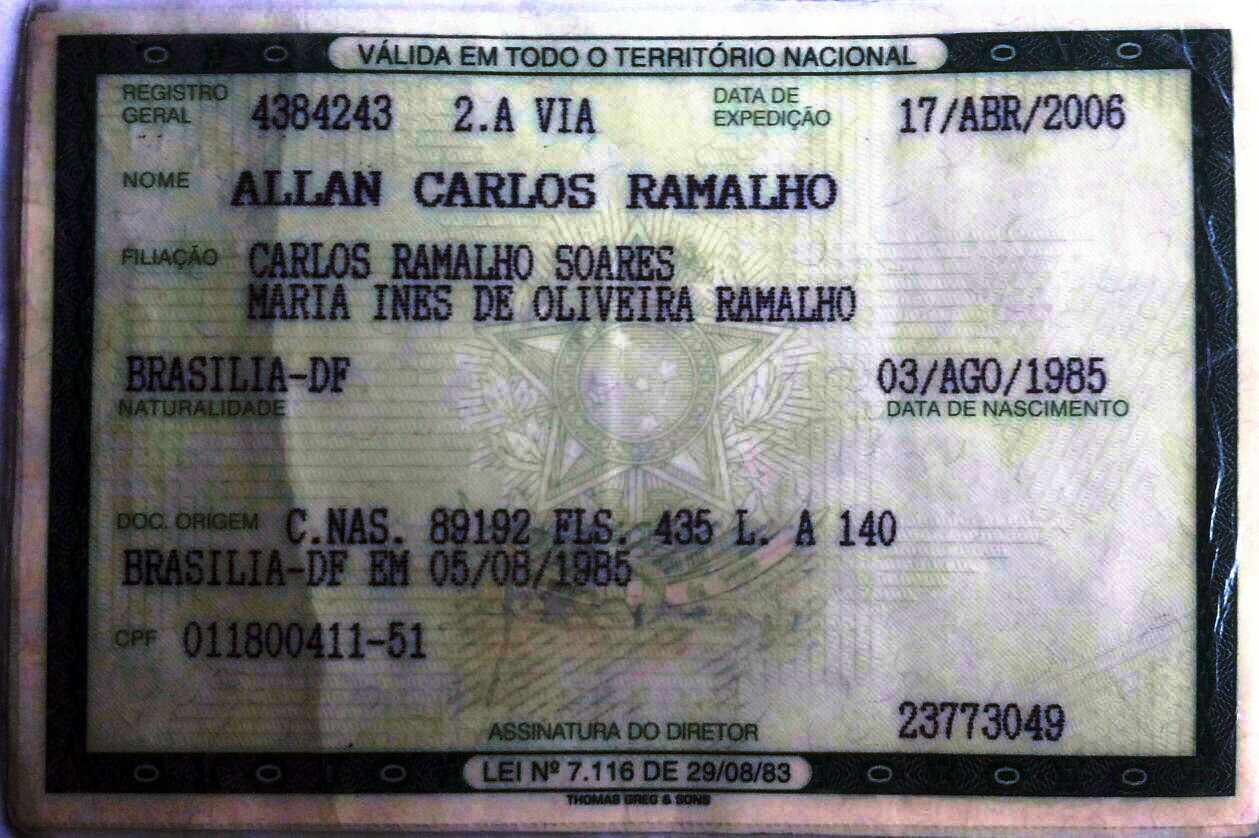 VÁLIDA EM TODO O TERRITÓRIO NACIONAL
REGISTRO GERAL 4384243 2.A VIA DATA DE EXPEDIÇÃO 17/ABR/2006
NOME ALLAN CARLOS RAMALHO
FILIAÇÃO CARLOS RAMALHO SOARES
MARIA INES DE OLIVEIRA RAMALHO
BRASILIA-DF 03/AGO/1985
NATURALIDADE DATA DE NASCIMENTO
DOC. ORIGEM C.NAS. 89192 FLS. 435 L. A 140
BRASILIA-DF EM 05/08/1985
CPF 011800411-51
23773049
ASSINATURA DO DIRETOR
LEI Nº 7.116 DE 29/08/83
THOMAS GREG & SONS